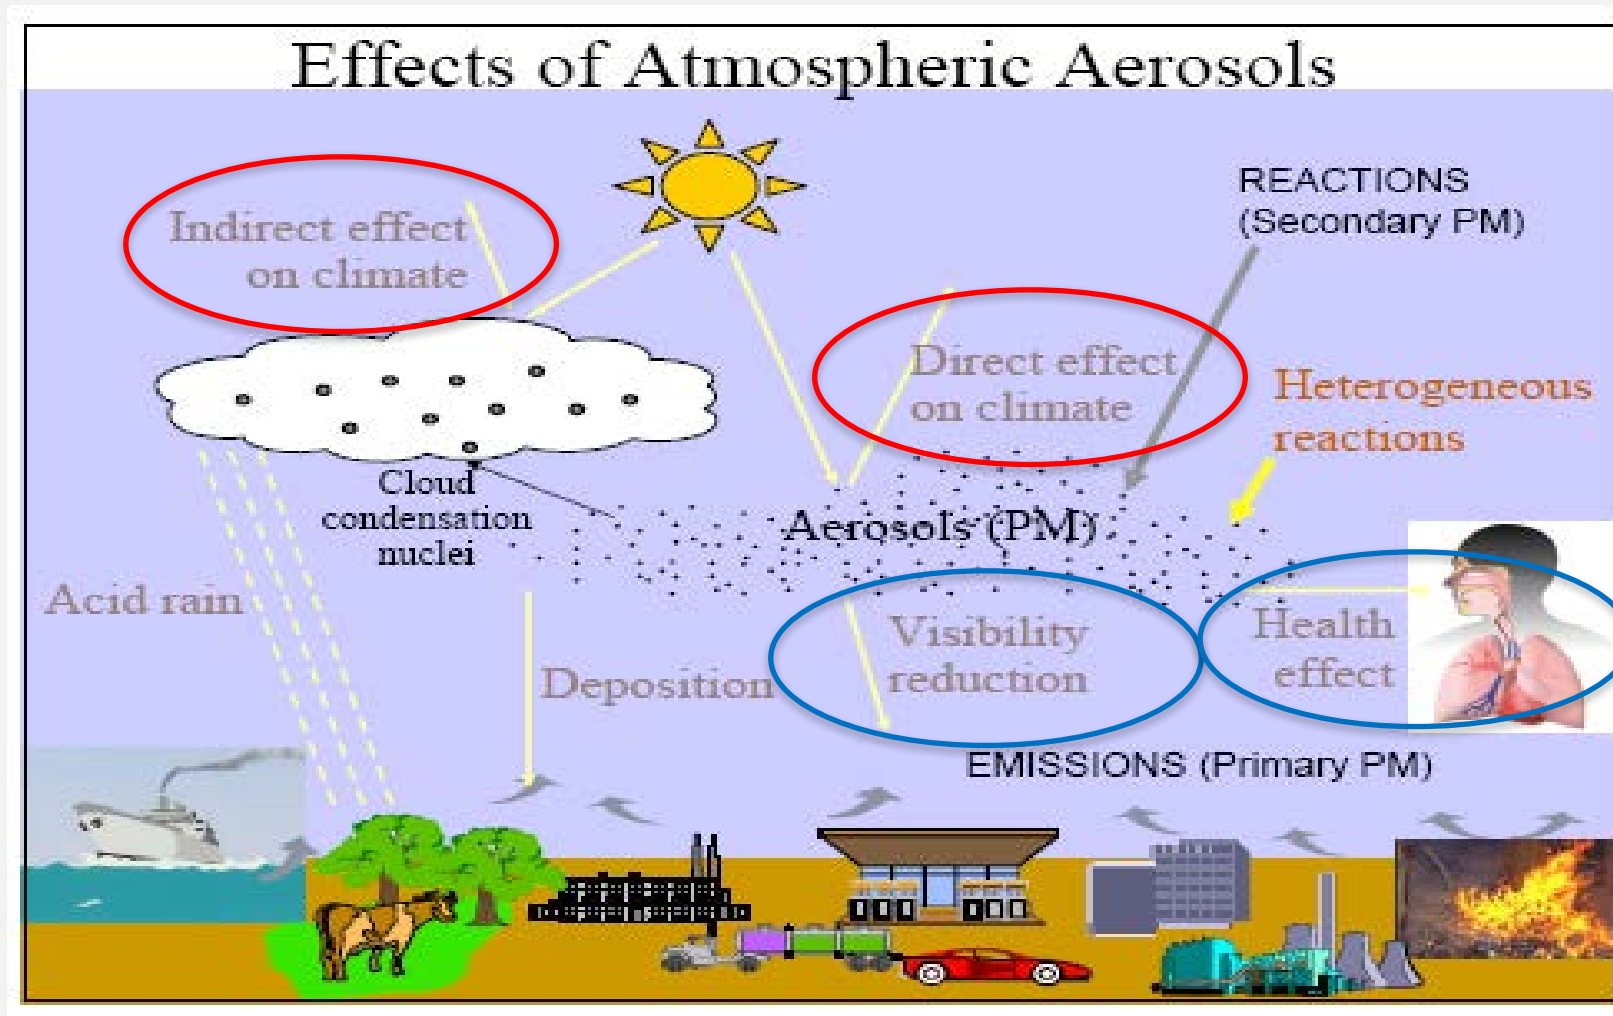 Effects of Atmospheric Aerosols
Indirect effect
on climate
REACTIONS
(Secondary PM)
Direct effect
on climate
Heterogeneous
reactions
Cloud
condensation
nuclei
Aerosols (PM)
Acid rain
Deposition
Visibility
reduction
Health
effect
EMISSIONS (Primary PM)